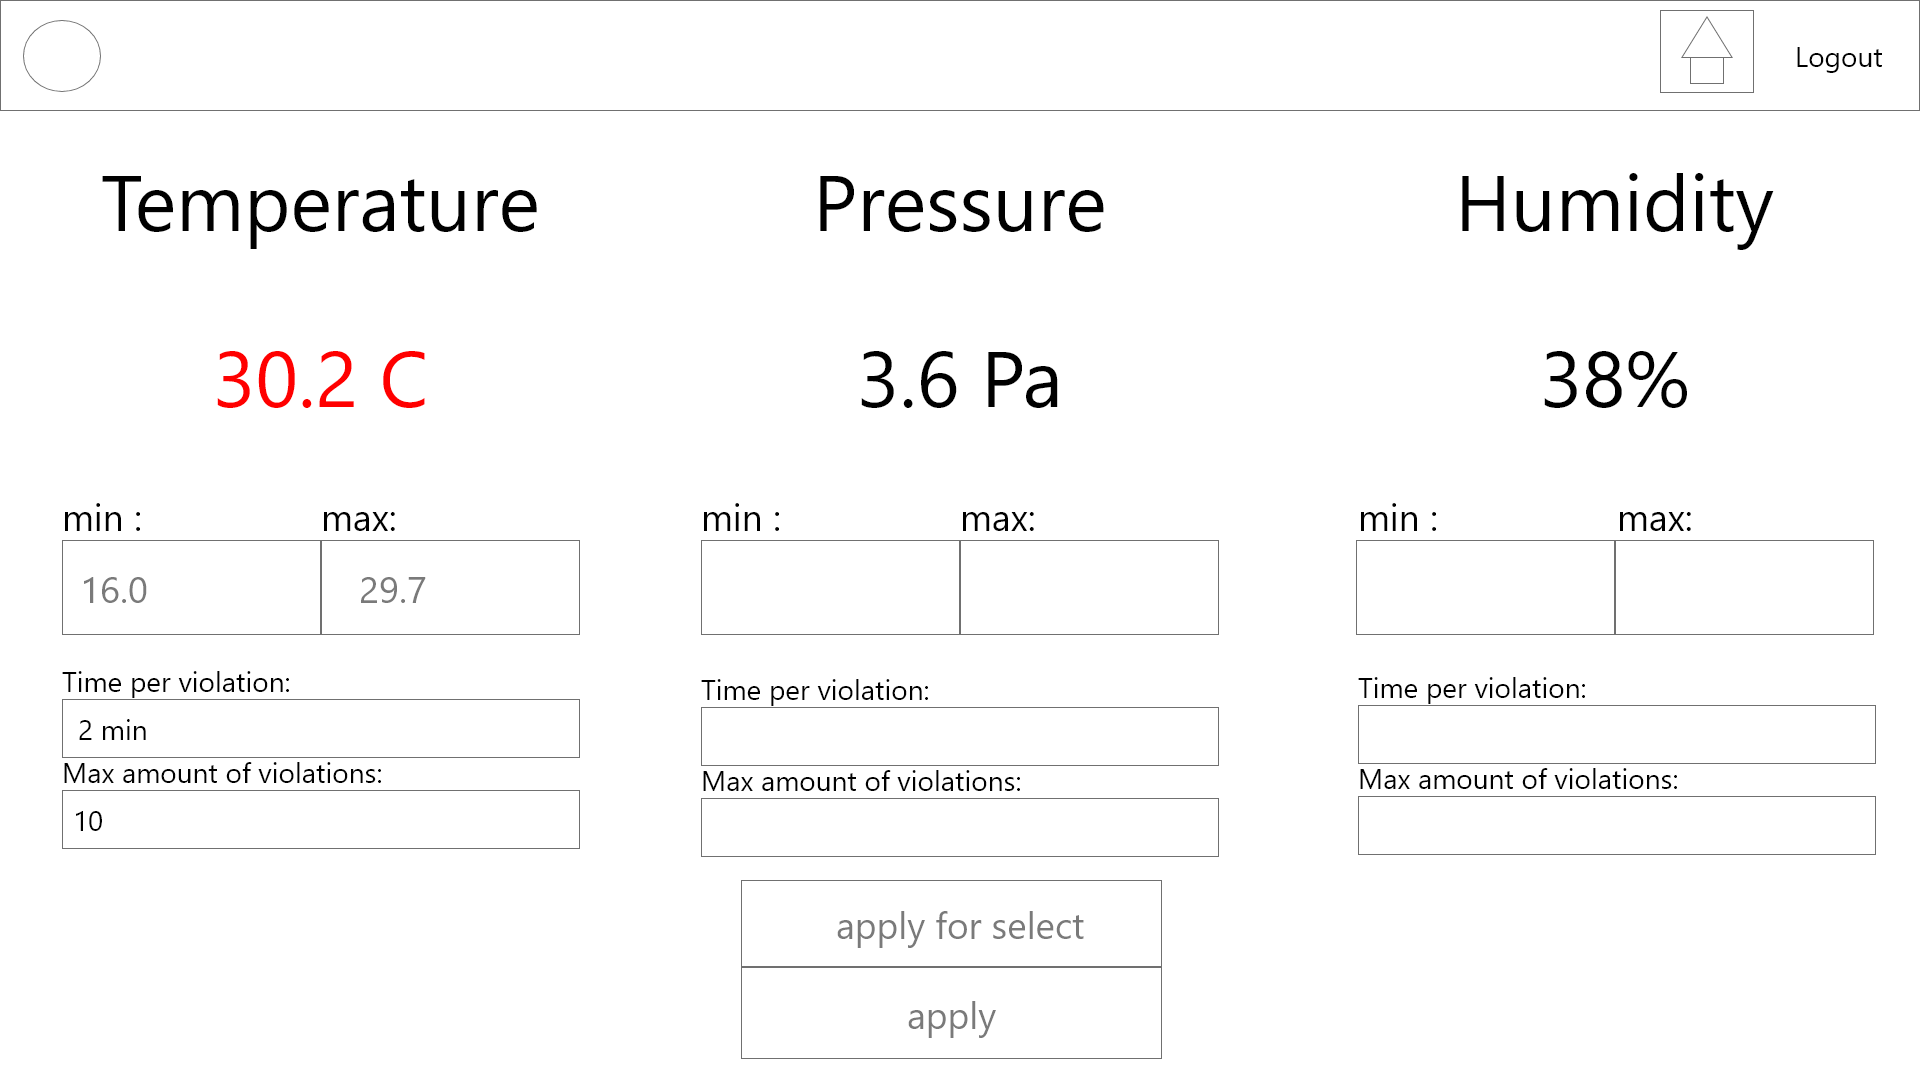 Logout
Temperature
Pressure
Humidity
30.2 C
3.6 Pa
38%
min :
max:
min :
max:
min :
max:
16.0
29.7
Time per violation:
Time per violation:
Time per violation:
2 min
Max amount of violations:
Max amount of violations:
Max amount of violations:
10
apply for select
apply